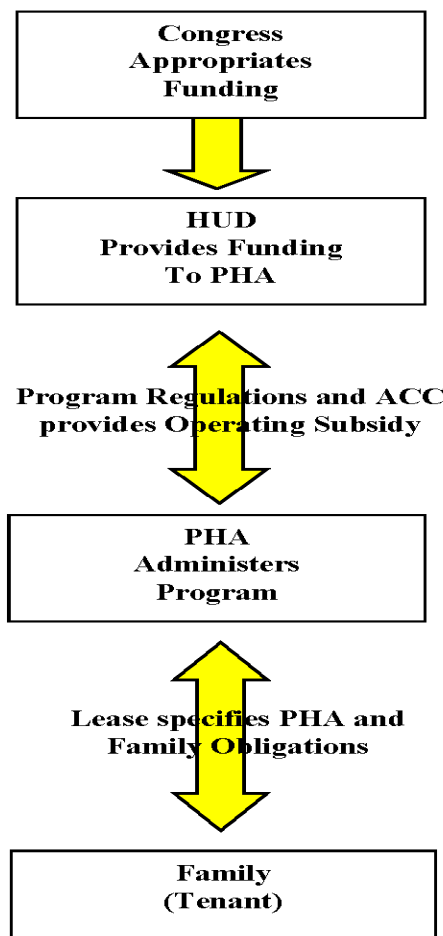 Congress
Appropriates
Funding
HUD
Provides Funding
To PHA
Program Regulations and ACC
provides Operating Subsidy
PHA
Administers
Program
Lease specifies PHA and
Family Obligations
Family
(Tenant)